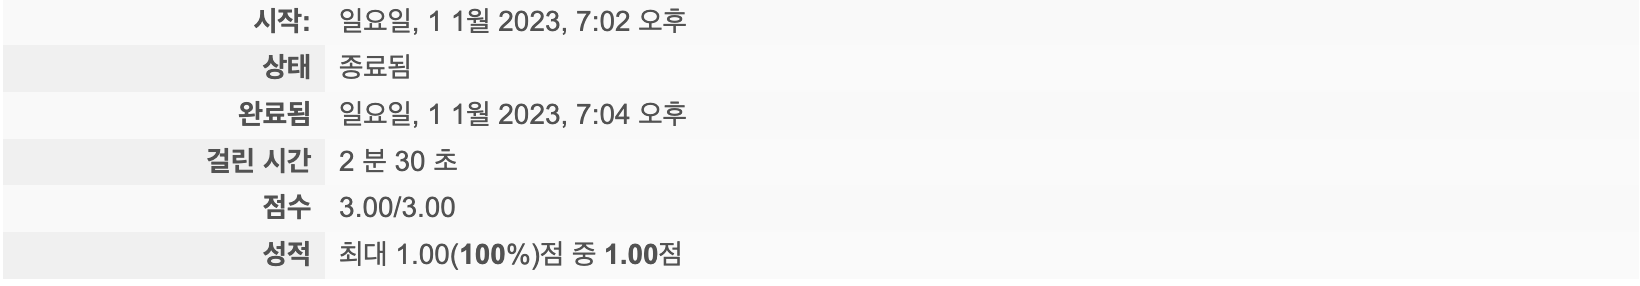 시작: 일요일, 1 1월 2023, 7:02 오후
상태 종료됨
완료됨 일요일, 1 1월 2023, 7:04 오후
걸린 시간 2 분 30 초
점수 3.00/3.00
성적 최대 1.00(100%)점 중 1.00점